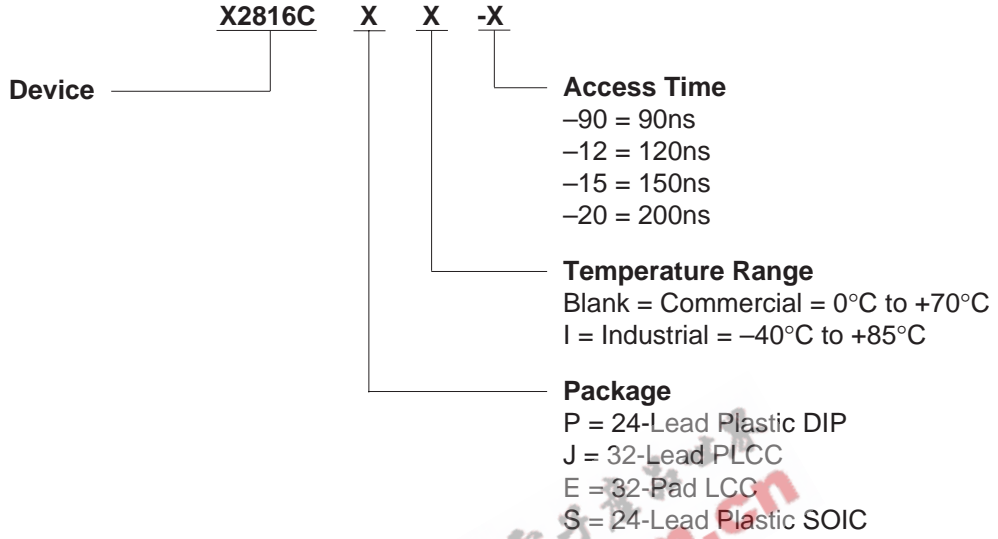 X2816C X X -X
Device
Access Time
–90 = 90ns
–12 = 120ns
–15 = 150ns
–20 = 200ns
Temperature Range
Blank = Commercial = 0°C to +70°C
I = Industrial = –40°C to +85°C
Package
P = 24-Lead Plastic DIP
J = 32-Lead PLCC
E = 32-Pad LCC
S = 24-Lead Plastic SOIC